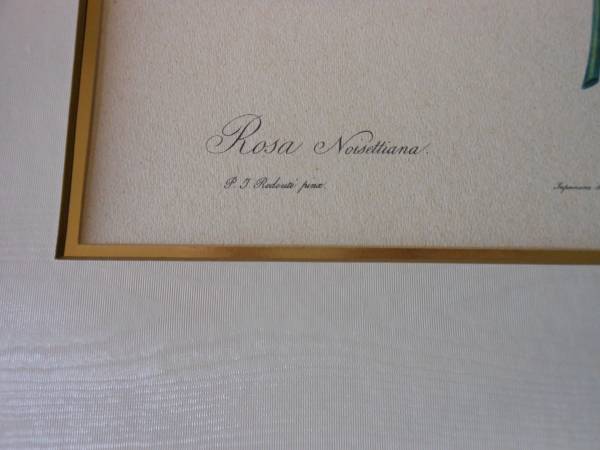 Rosa Noisettiana.
P. J. Redouté pinx.